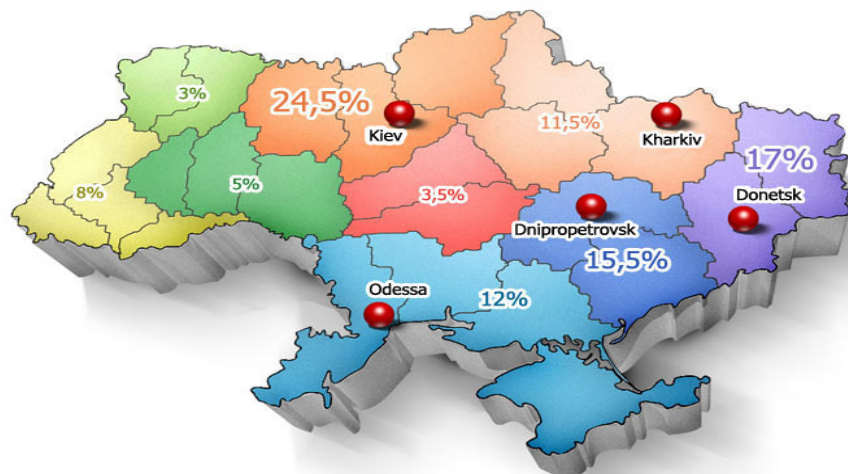 3%
24,5%
Kiev
11,5%
Kharkiv
17%
8%
5%
3,5%
Donetsk
Dnipropetrovsk
15,5%
Odessa
12%